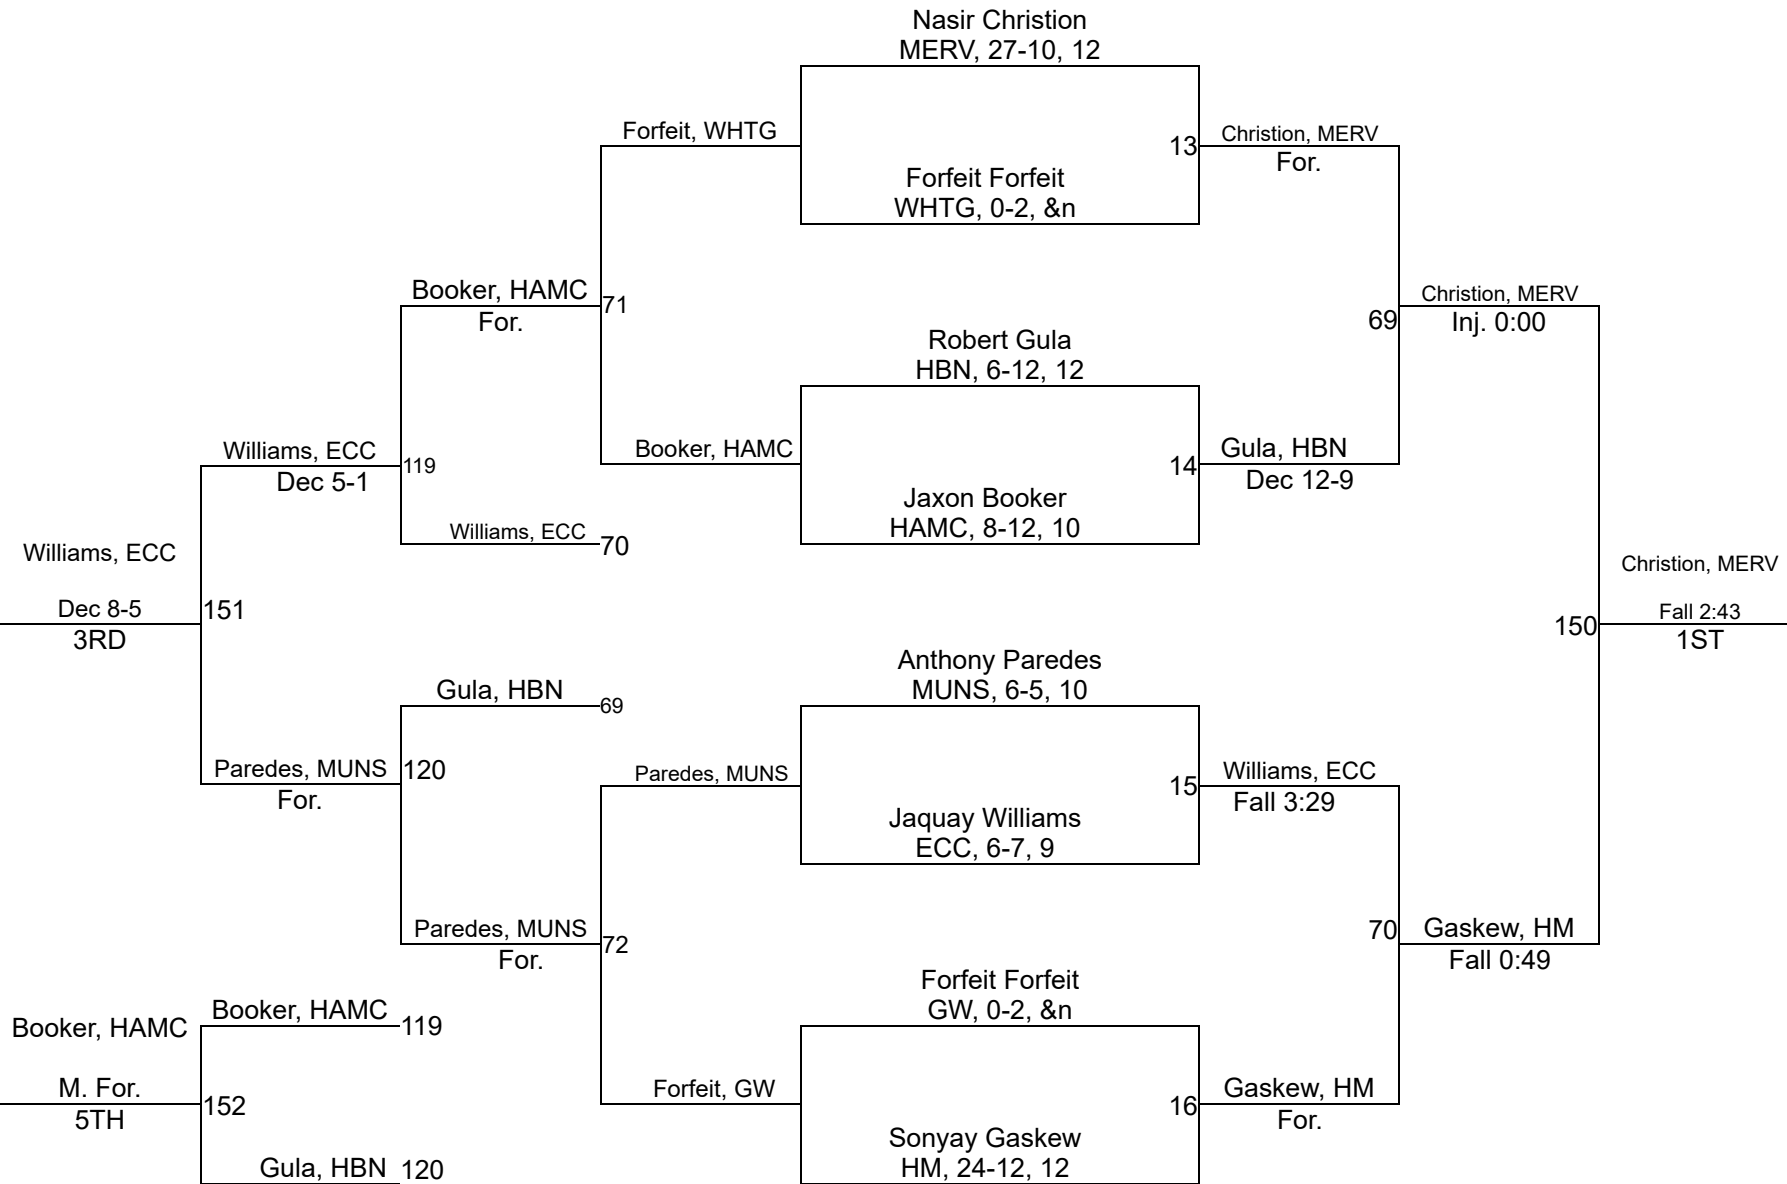 Nasir Christion
MERV, 27-10, 12
Forfeit, WHTG
13
Christion, MERV
For.
Forfeit Forfeit
WHTG, 0-2, &n
Booker, HAMC
For.
71
Christion, MERV
Inj. 0:00
69
Robert Gula
HBN, 6-12, 12
Williams, ECC
Dec 5-1
119
Booker, HAMC
14
Gula, HBN
Dec 12-9
Jaxon Booker
HAMC, 8-12, 10
Williams, ECC
70
Williams, ECC
Dec 8-5
3RD
151
Christion, MERV
Fall 2:43
1ST
150
Anthony Paredes
MUNS, 6-5, 10
Gula, HBN
69
Paredes, MUNS
For.
120
Paredes, MUNS
15
Williams, ECC
Fall 3:29
Jaquay Williams
ECC, 6-7, 9
Paredes, MUNS
For.
72
70
Gaskew, HM
Fall 0:49
Forfeit Forfeit
GW, 0-2, &n
Booker, HAMC
119
Booker, HAMC
M. For.
5TH
152
Forfeit, GW
16
Gaskew, HM
For.
Sonyay Gaskew
HM, 24-12, 12
Gula, HBN
120